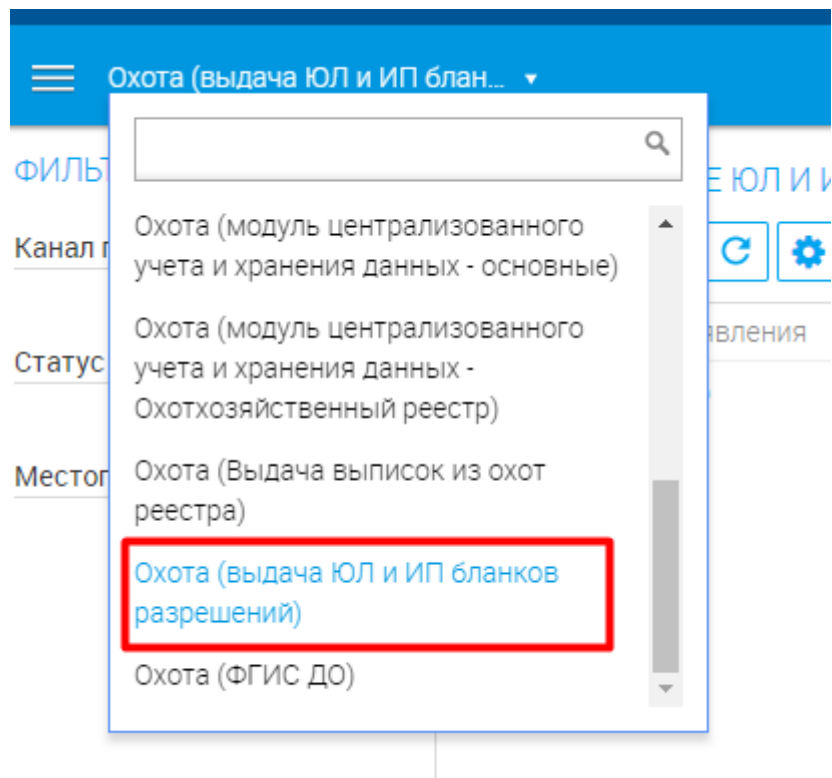 Охота (выдача ЮЛ и ИП блан...
ФИЛЬТ
Е ЮЛ И И
Канал п
явления
Статус
Местоп
Охота (модуль централизованного
учета и хранения данных - основные)
Охота (модуль централизованного
учета и хранения данных -
Охотхозяйственный реестр)
Охота (Выдача выписок из охот
реестра)
Охота (выдача ЮЛ и ИП бланков
разрешений)
Охота (ФГИС ДО)